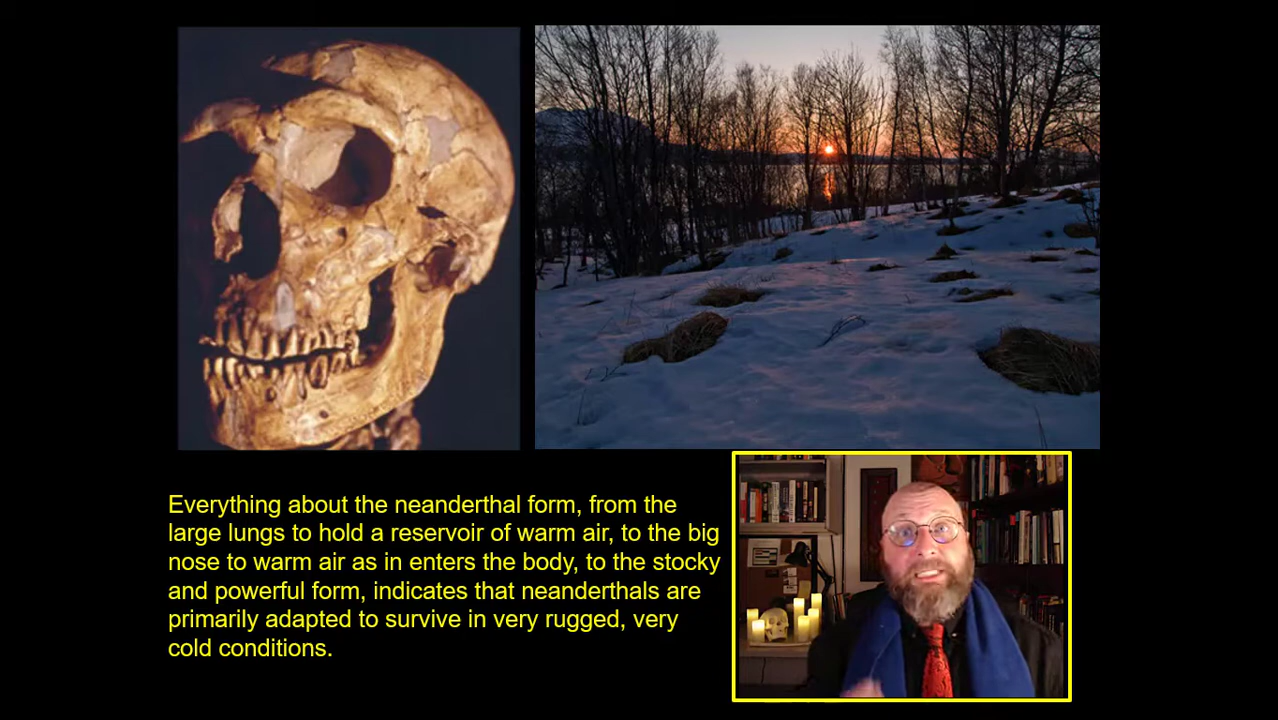 Everything about the neanderthal form, from the
large lungs to hold a reservoir of warm air, to the big
nose to warm air as in enters the body, to the stocky
and powerful form, indicates that neanderthals are
primarily adapted to survive in very rugged, very
cold conditions.